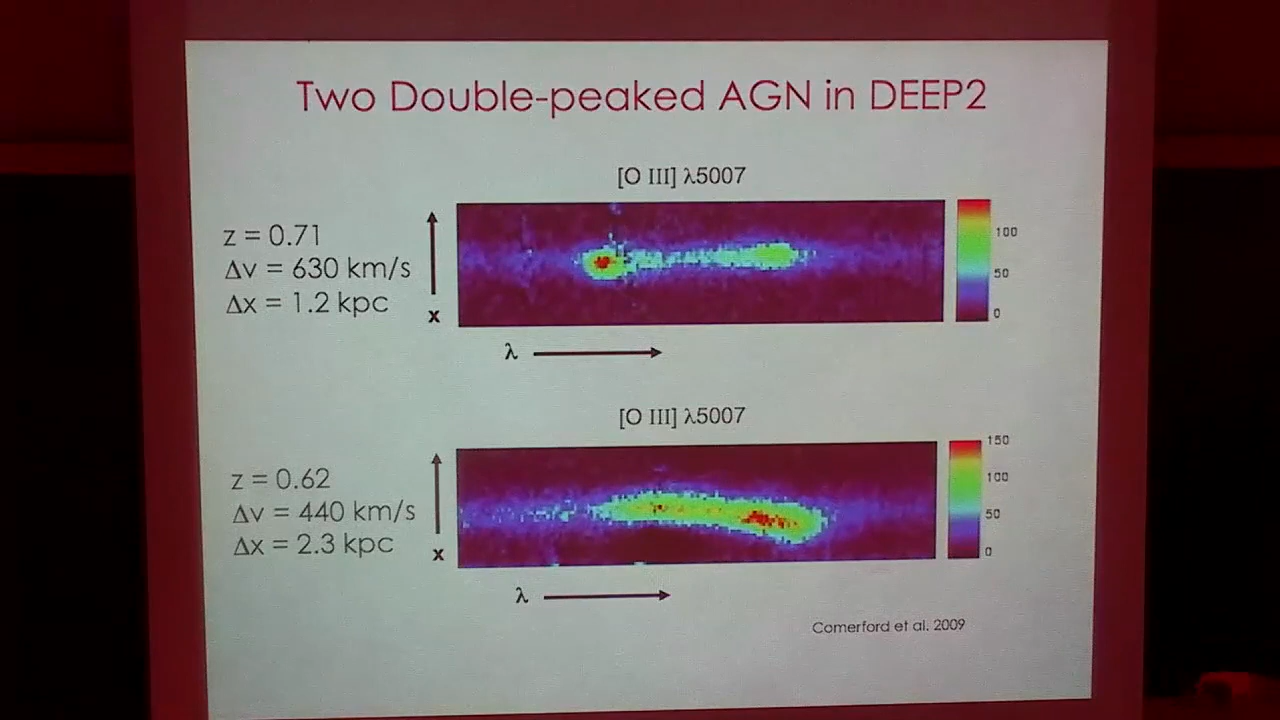 Two Double-peaked AGN in DEEP2
[O III] λ5007
z = 0.71
Δv = 630 km/s
Δx = 1.2 kpc
x
λ
100
50
0
[O III] λ5007
z = 0.62
Δv = 440 km/s
Δx = 2.3 kpc
x
λ
150
100
50
0
Comerford et al. 2009